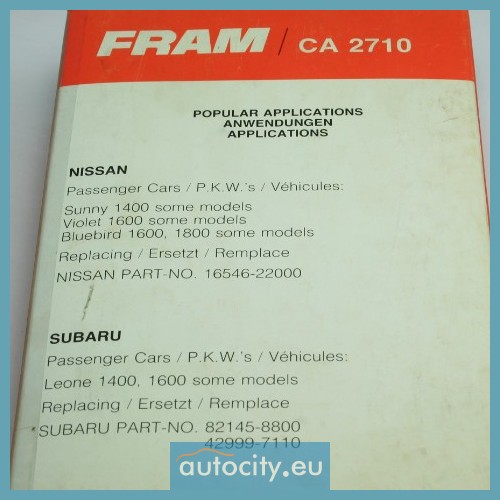 FRAM / CA 2710
POPULAR APPLICATIONS
ANWENDUNGEN
APPLICATIONS
NISSAN
Passenger Cars / P.K.W.'s / Véhicules:
Sunny 1400 some models
Violet 1600 some models
Bluebird 1600, 1800 some models
Replacing / Ersetzt / Remplace
NISSAN PART-NO. 16546-22000
SUBARU
Passenger Cars / P.K.W.'s / Véhicules:
Leone 1400, 1600 some models
Replacing / Ersetzt / Remplace
SUBARU PART-NO. 82145-8800
42999-7110
autocity.eu